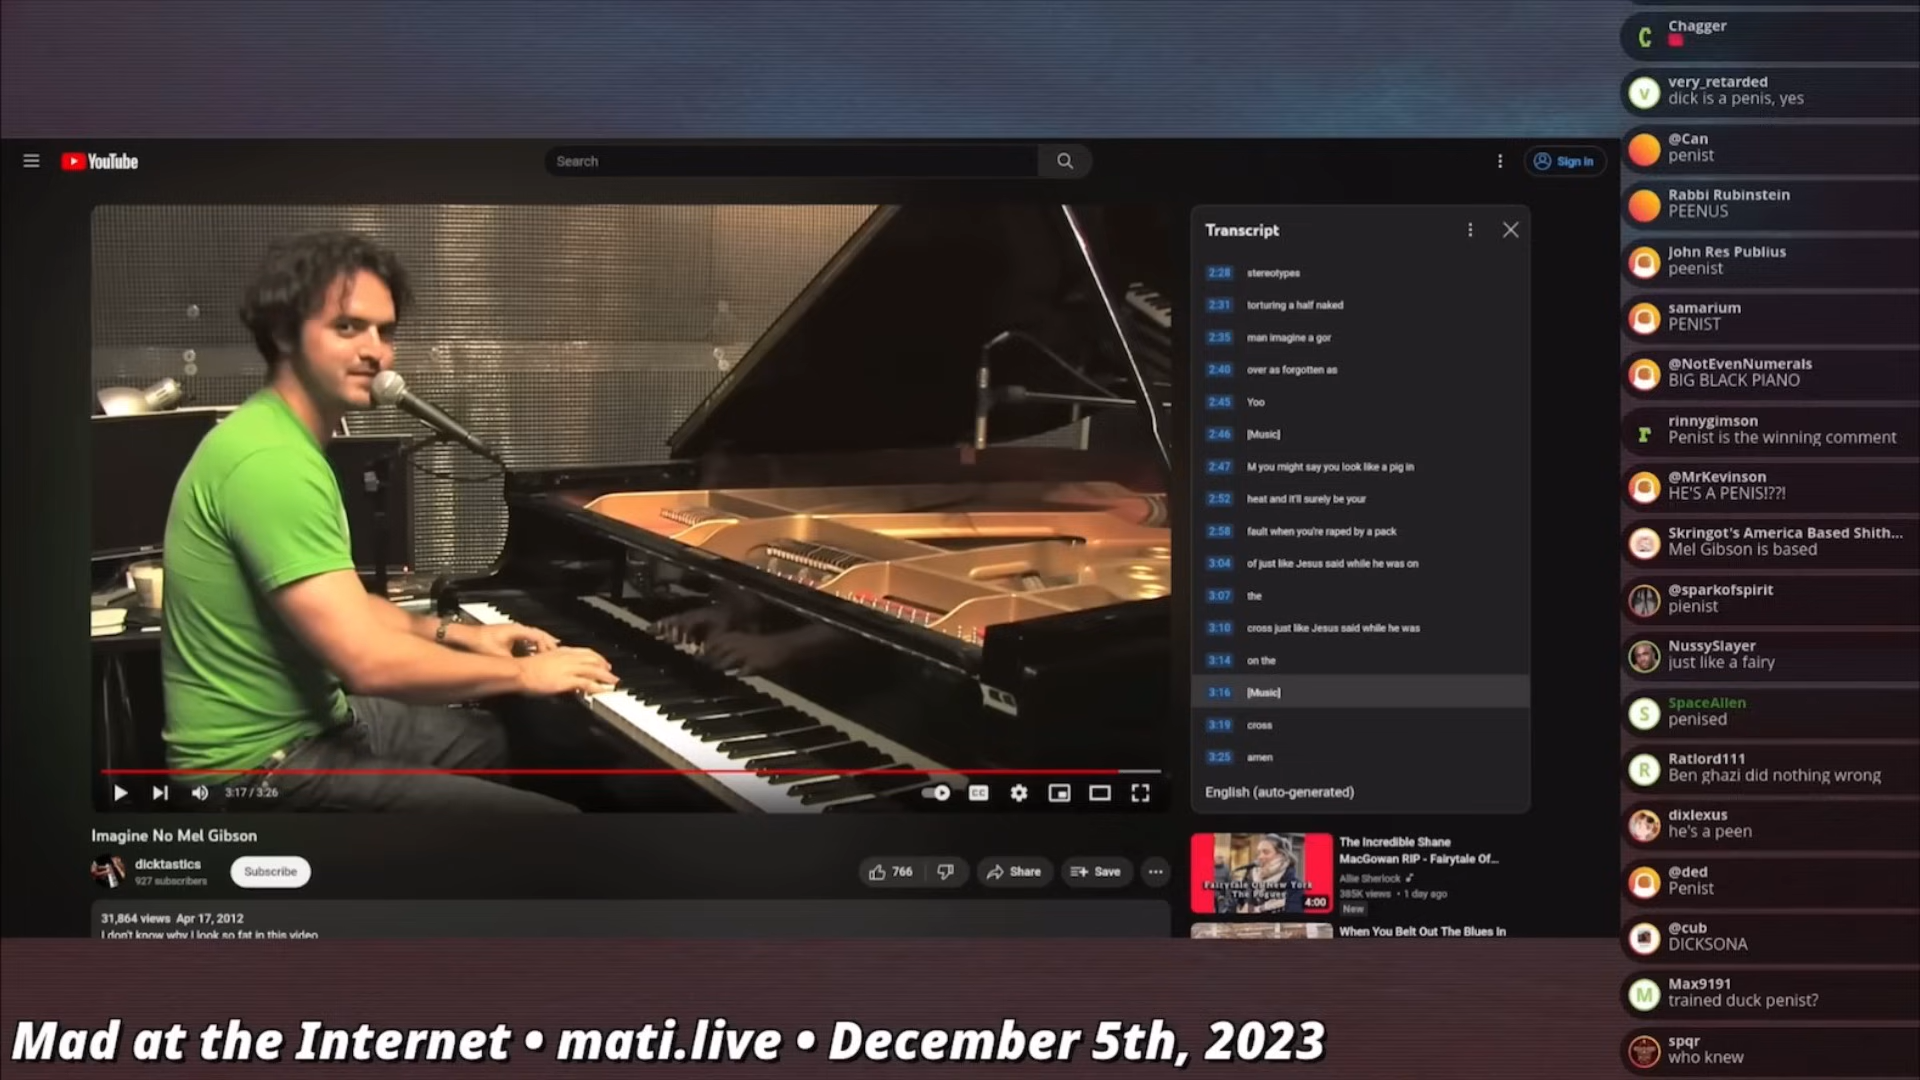 YouTube
Search
Sign in
Transcript
2:28 stereotypes
2:31 torturing a half naked
2:35 man imagine a gor
2:40 over as forgotten as
2:45 Yoo
2:46 [Music]
2:47 M you might say you look like a pig in
2:52 heat and it'll surely be your
2:58 fault when you're raped by a pack
3:04 of just like Jesus said while he was on
3:07 the
3:10 cross just like Jesus said while he was
3:14 on the
3:16 [Music]
3:19 cross
3:25 amen
English (auto-generated)
3:17 / 3:26
CC
Imagine No Mel Gibson
dicktastics
927 subscribers
Subscribe
766
Share
Save
31,864 views Apr 17, 2012
I don't know why I look so fat in this video
Fairytale Of New York
The Pogues
4:00
The Incredible Shane
MacGowan RIP - Fairytale Of...
Allie Sherlock
385K views • 1 day ago
New
When You Belt Out The Blues In
C
Chagger
V
very_retarded
dick is a penis, yes
@Can
penist
Rabbi Rubinstein
PEENUS
John Res Publius
peenist
samarium
PENIST
@NotEvenNumerals
BIG BLACK PIANO
r
rinnygimson
Penist is the winning comment
@MrKevinson
HE'S A PENIS!??!
Skringot's America Based Shith...
Mel Gibson is based
@sparkofspirit
pienist
NussySlayer
just like a fairy
S
SpaceAlien
penised
R
Ratlord111
Ben ghazi did nothing wrong
dixlexus
he's a peen
@ded
Penist
@cub
DICKSONA
M
Max9191
trained duck penist?
spqr
who knew
Mad at the Internet • mati.live • December 5th, 2023